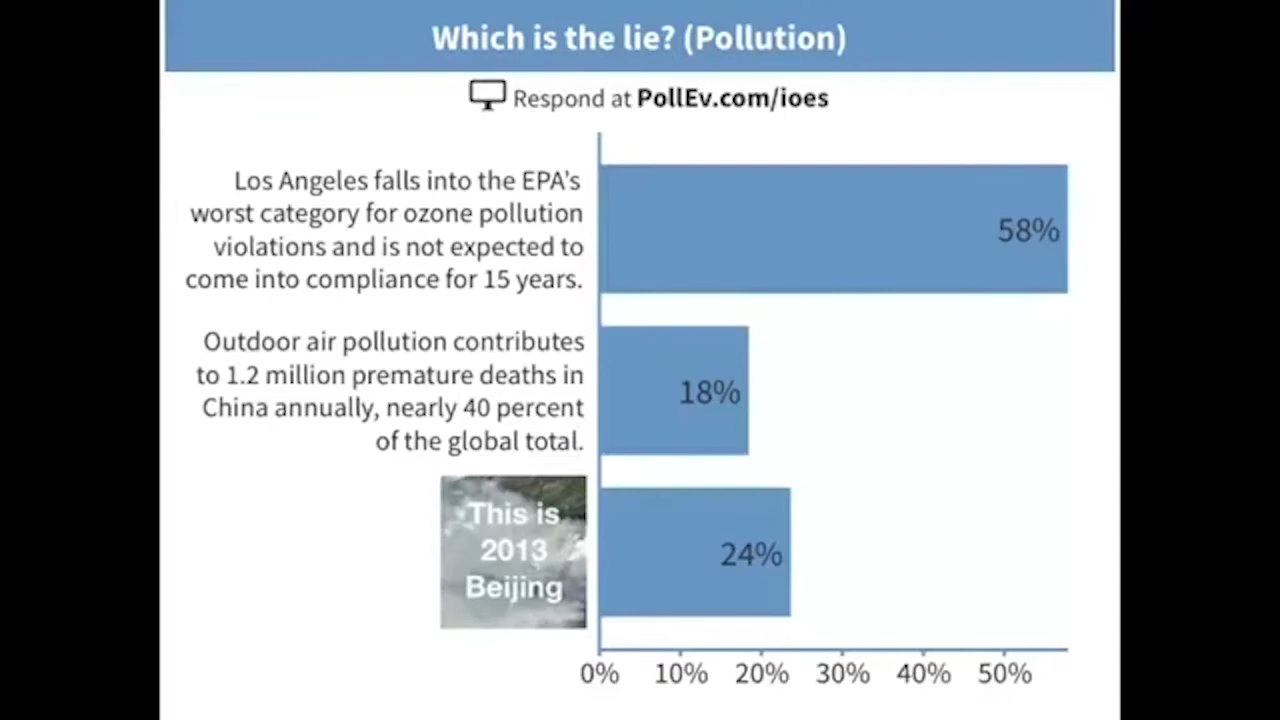 Which is the lie? (Pollution)
Respond at PollEv.com/ioes
Los Angeles falls into the EPA's
worst category for ozone pollution
violations and is not expected to
come into compliance for 15 years.
58%
Outdoor air pollution contributes
to 1.2 million premature deaths in
China annually, nearly 40 percent
of the global total.
18%
This is
2013
Beijing
24%
0% 10% 20% 30% 40% 50%